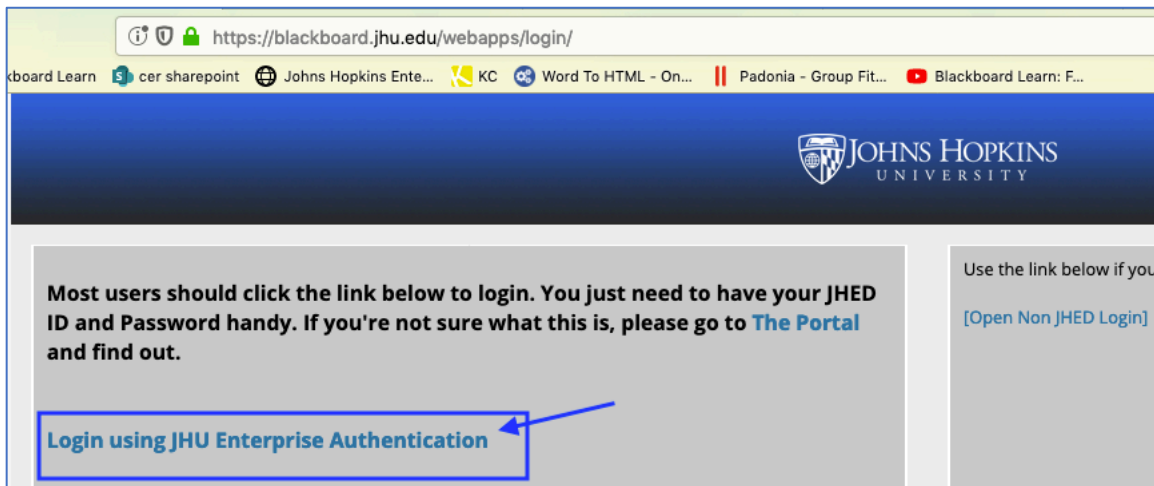 https://blackboard.jhu.edu/webapps/login/
kboard Learn cer sharepoint Johns Hopkins Ente... KC Word To HTML - On... Padonia - Group Fit... Blackboard Learn: F...
JOHNS HOPKINS
UNIVERSITY
Most users should click the link below to login. You just need to have your JHED
ID and Password handy. If you're not sure what this is, please go to The Portal
and find out.
Login using JHU Enterprise Authentication
Use the link below if you
[Open Non JHED Login]